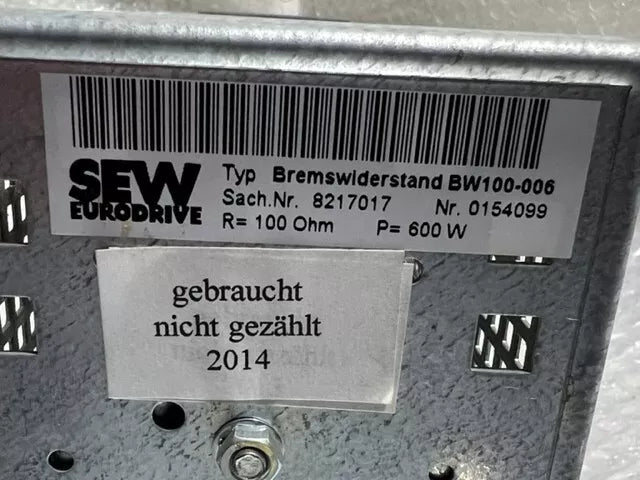 SEW
EURODRIVE
Typ Bremswiderstand BW100-006
Sach.Nr. 8217017 Nr. 0154099
R= 100 Ohm P= 600 W
gebraucht
nicht gezählt
2014